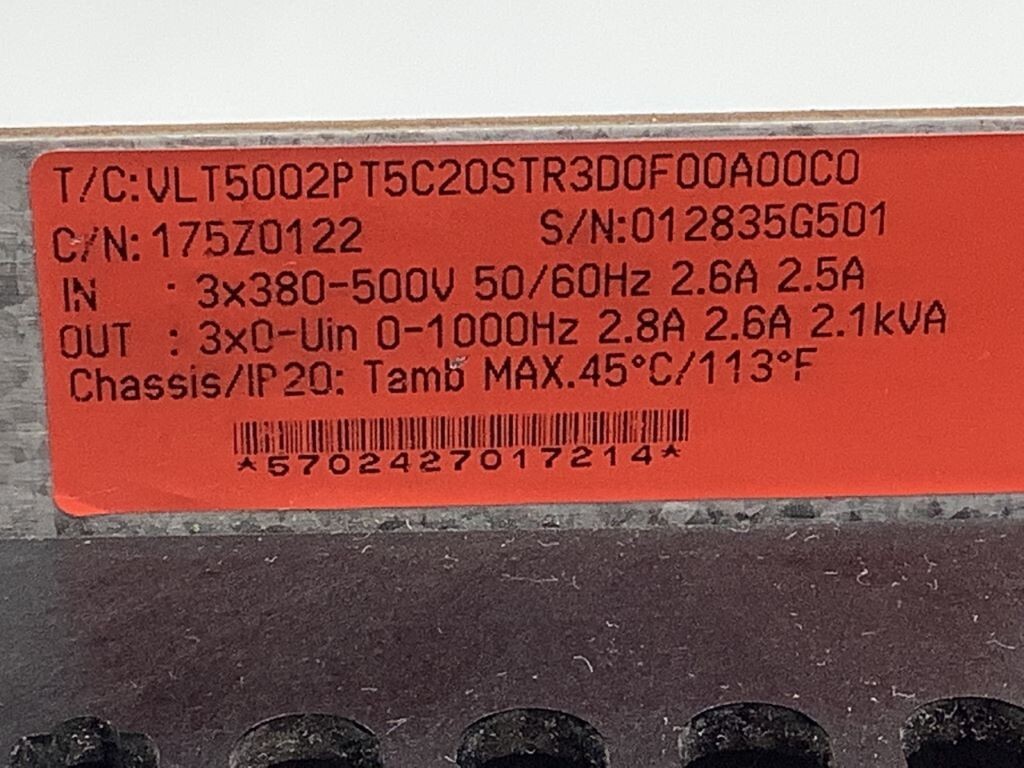 T/C:VLT5002PT5C20STR3D0F00A00C0
C/N: 175Z0122 S/N:012835G501
IN : 3x380-500V 50/60Hz 2.6A 2.5A
OUT : 3x0-Uin 0-1000Hz 2.8A 2.6A 2.1kVA
Chassis/IP20: Tamb MAX.45°C/113°F
*5702427017214*